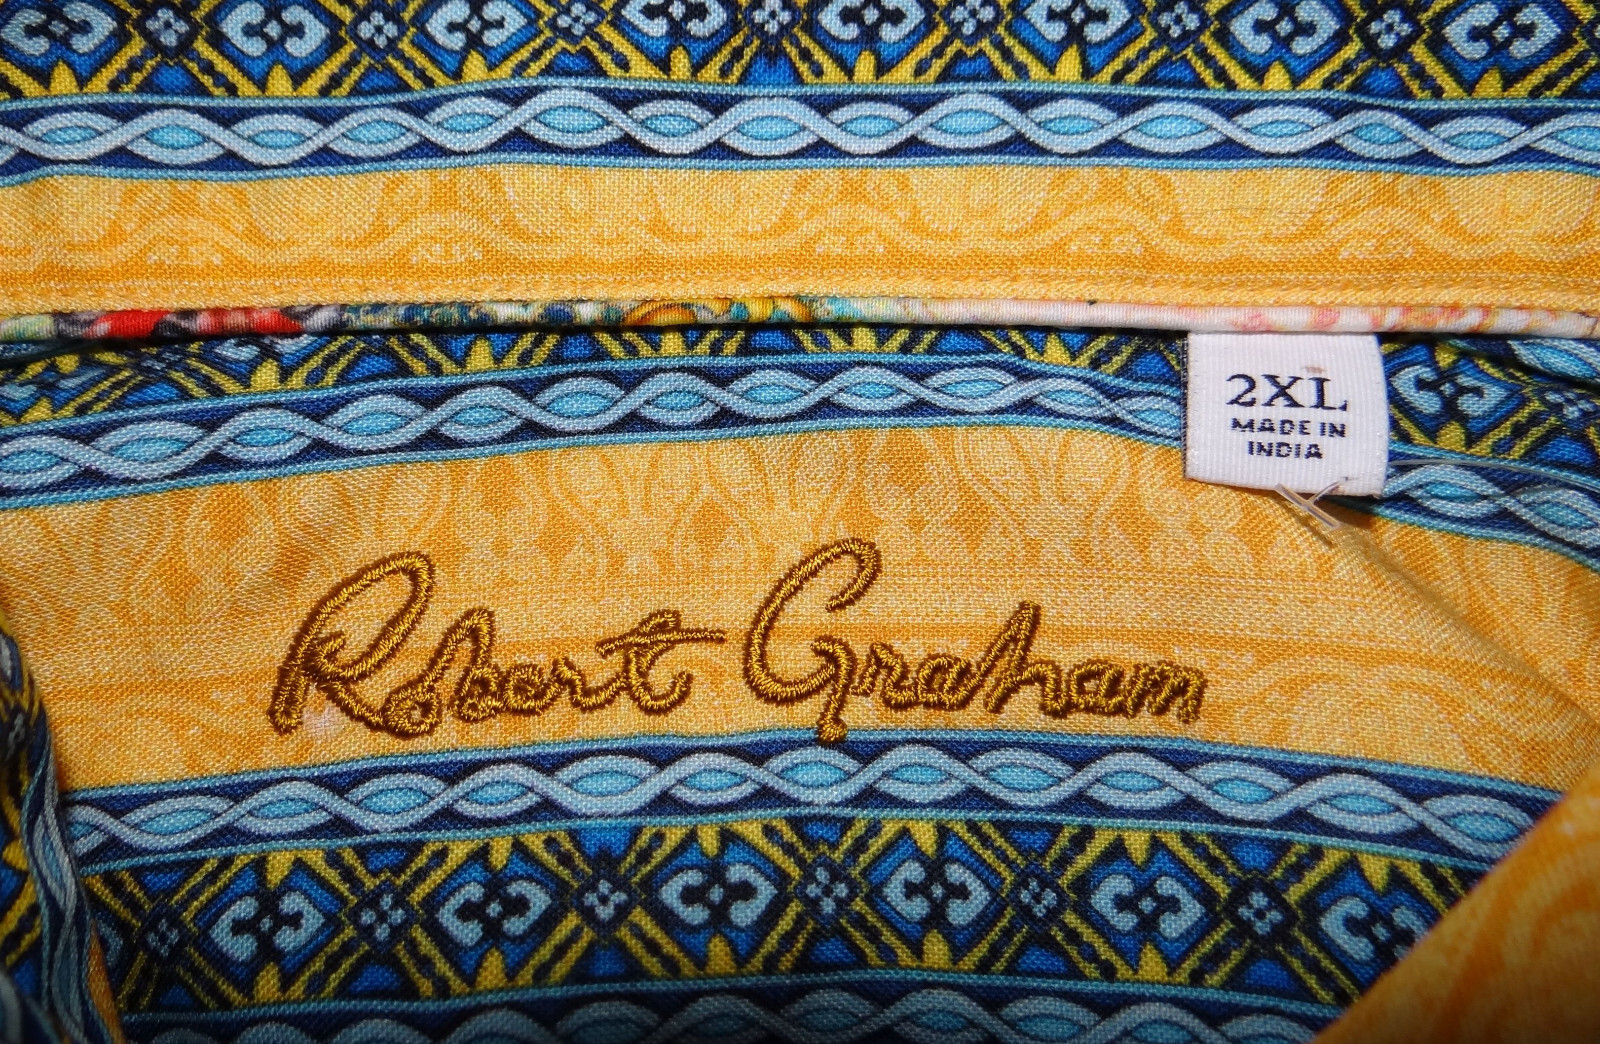 2XL
MADE IN
INDIA
Robert Graham